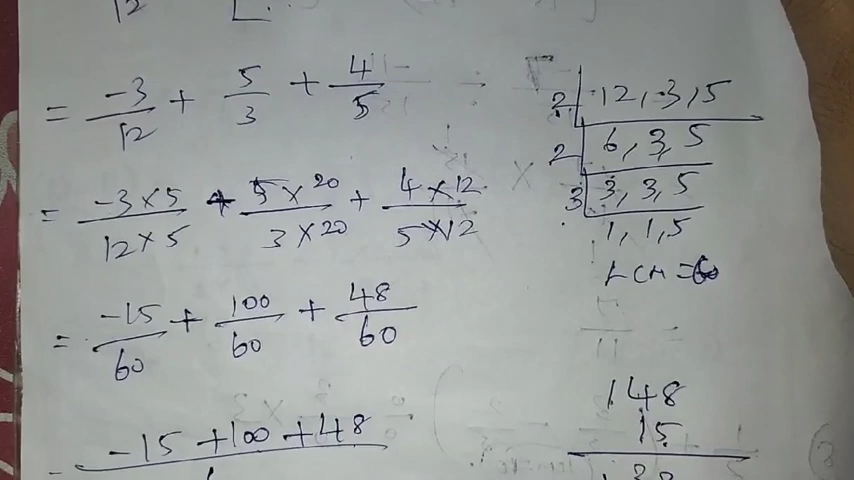 12 [
= -3/12 + 5/3 + 4/5
= -3×5/12×5 + 5×20/3×20 + 4×12/5×12
= -15/60 + 100/60 + 48/60
= -15+100+48
2 | 12, 3, 5
2 | 6, 3, 5
3 | 3, 3, 5
1, 1, 5
LCM = 60
148
15